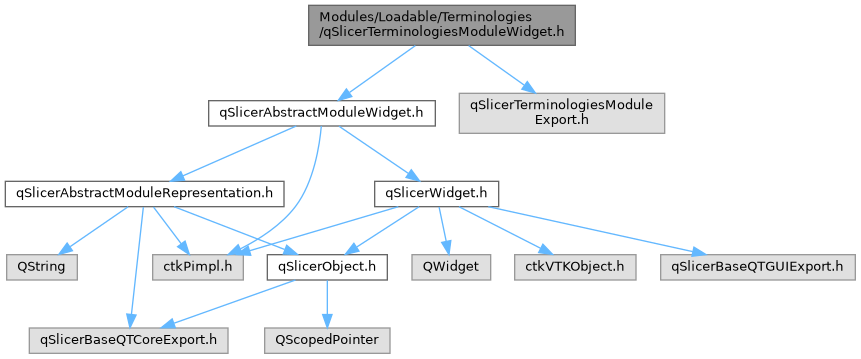 Modules/Loadable/Terminologies
/qSlicerTerminologiesModuleWidget.h
qSlicerAbstractModuleWidget.h
qSlicerTerminologiesModule
Export.h
qSlicerAbstractModuleRepresentation.h
qSlicerWidget.h
QString
ctkPimpl.h
qSlicerObject.h
QWidget
ctkVTKObject.h
qSlicerBaseQTGUIExport.h
qSlicerBaseQTCoreExport.h
QScopedPointer